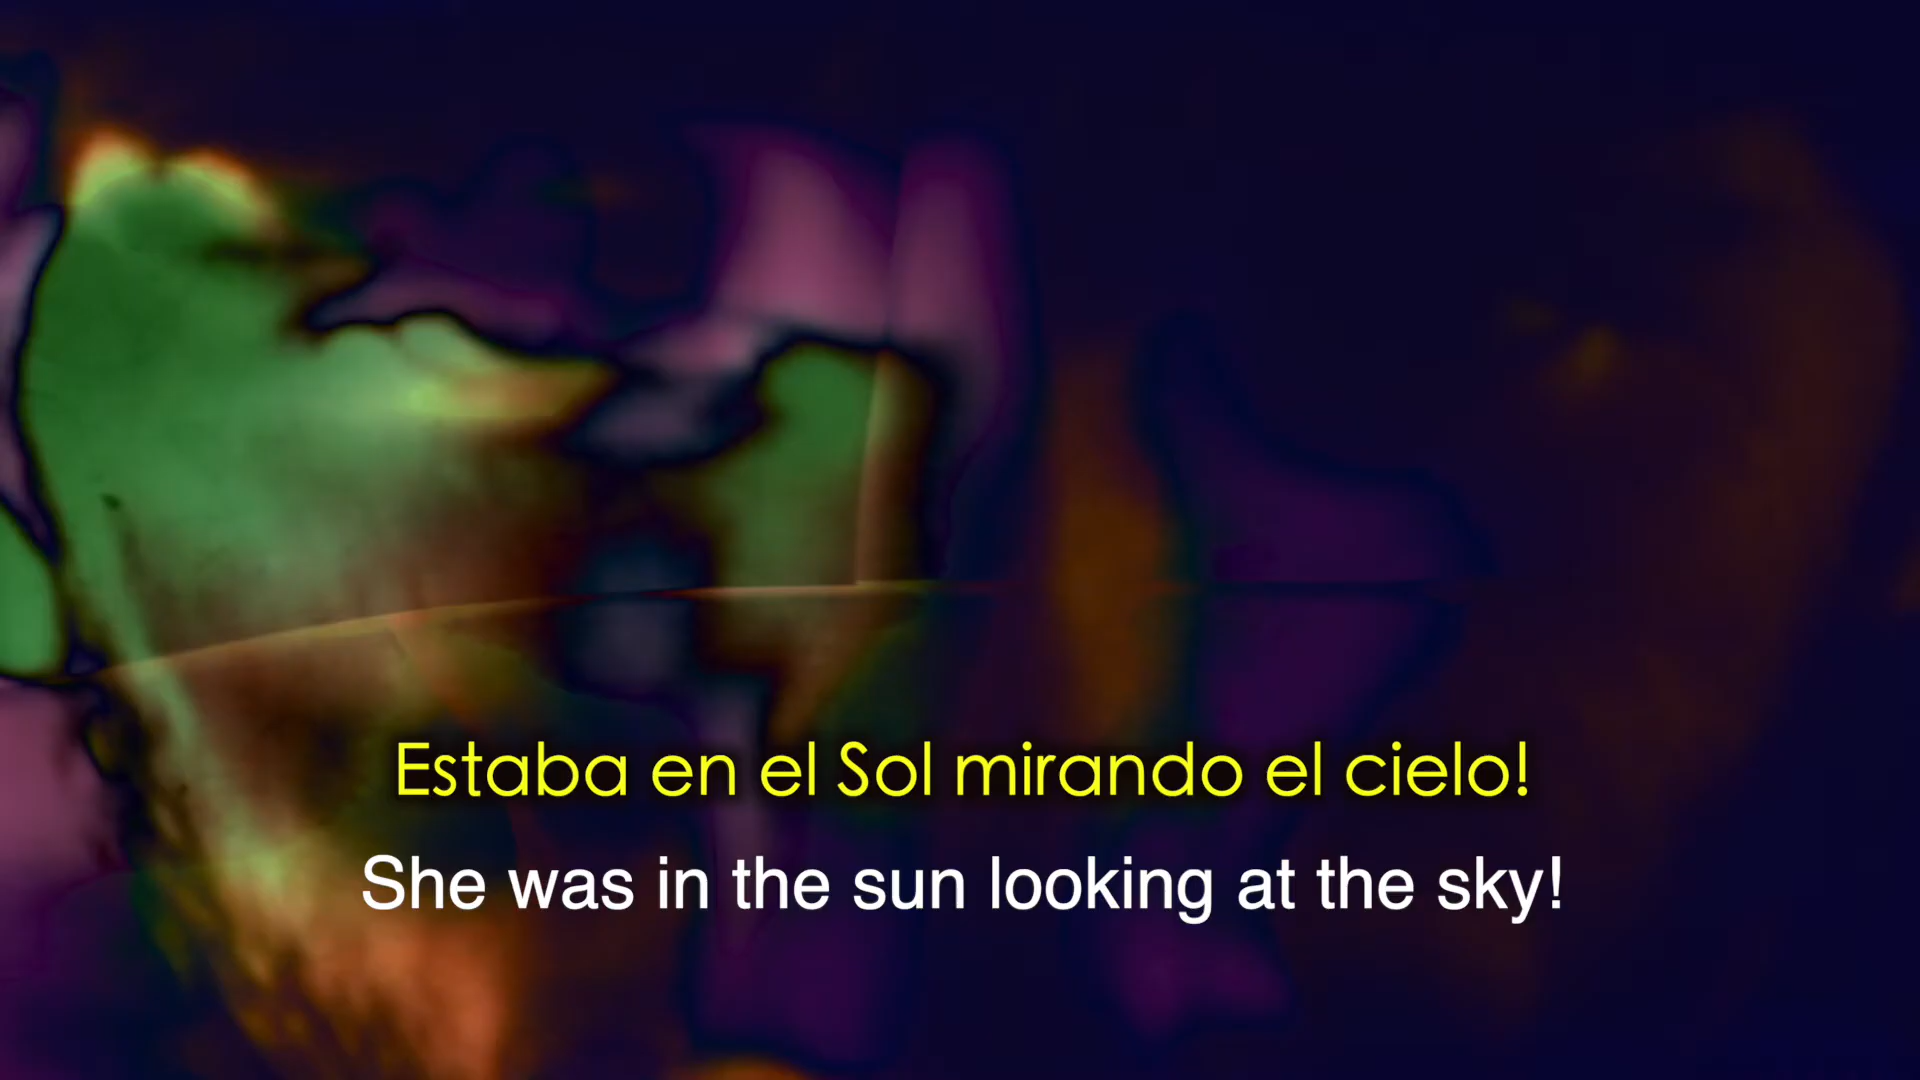 Estaba en el Sol mirando el cielo!
She was in the sun looking at the sky!